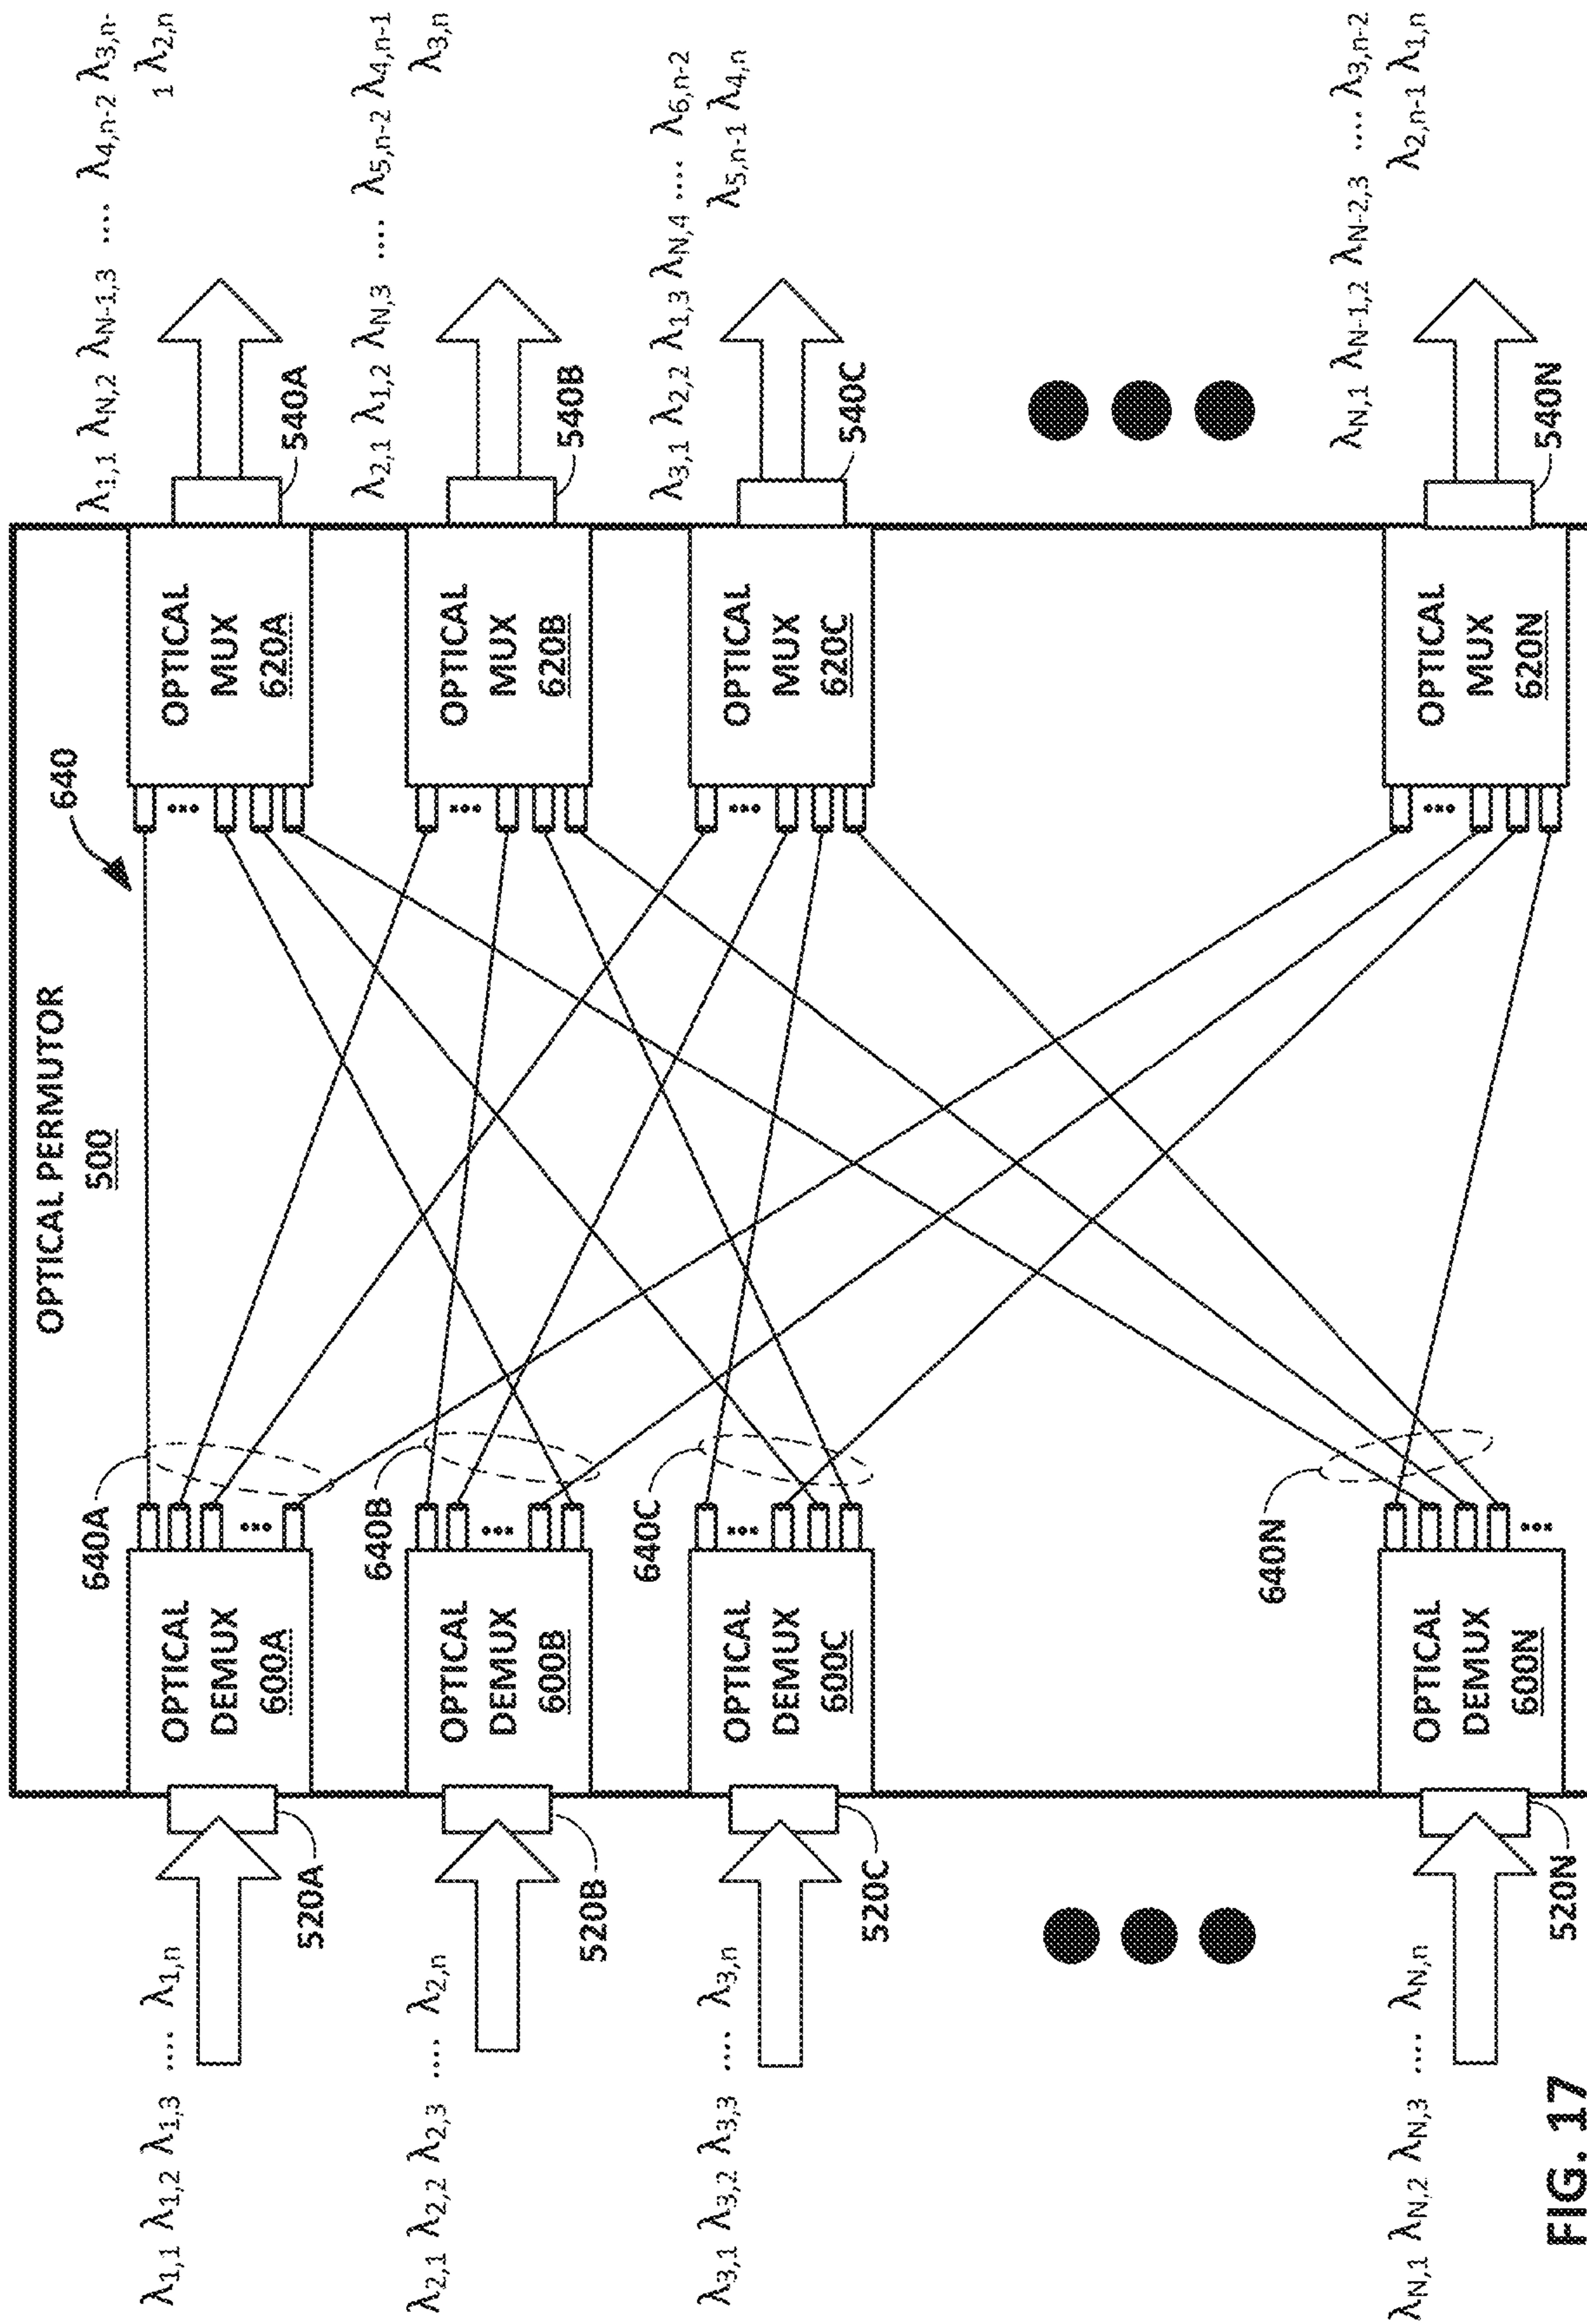 OPTICAL PERMUTOR
500
640
λ1,1 λ1,2 λ1,3 .... λ1,n
520A
OPTICAL
DEMUX
600A
640A
OPTICAL
MUX
620A
540A
λ1,1 λN,2 λN-1,3 .... λ4,n-2 λ3,n-
1 λ2,n
λ2,1 λ2,2 λ2,3 .... λ2,n
520B
OPTICAL
DEMUX
600B
640B
OPTICAL
MUX
620B
540B
λ2,1 λ1,2 λN,3 .... λ5,n-2 λ4,n-1
λ3,n
λ3,1 λ3,2 λ3,3 .... λ3,n
520C
OPTICAL
DEMUX
600C
640C
OPTICAL
MUX
620C
540C
λ3,1 λ2,2 λ1,3 λN,4 .... λ6,n-2
λ5,n-1 λ4,n
λN,1 λN,2 λN,3 .... λN,n
520N
OPTICAL
DEMUX
600N
640N
OPTICAL
MUX
620N
540N
λN,1 λN-1,2 λN-2,3 .... λ3,n-2
λ2,n-1 λ1,n
FIG. 17